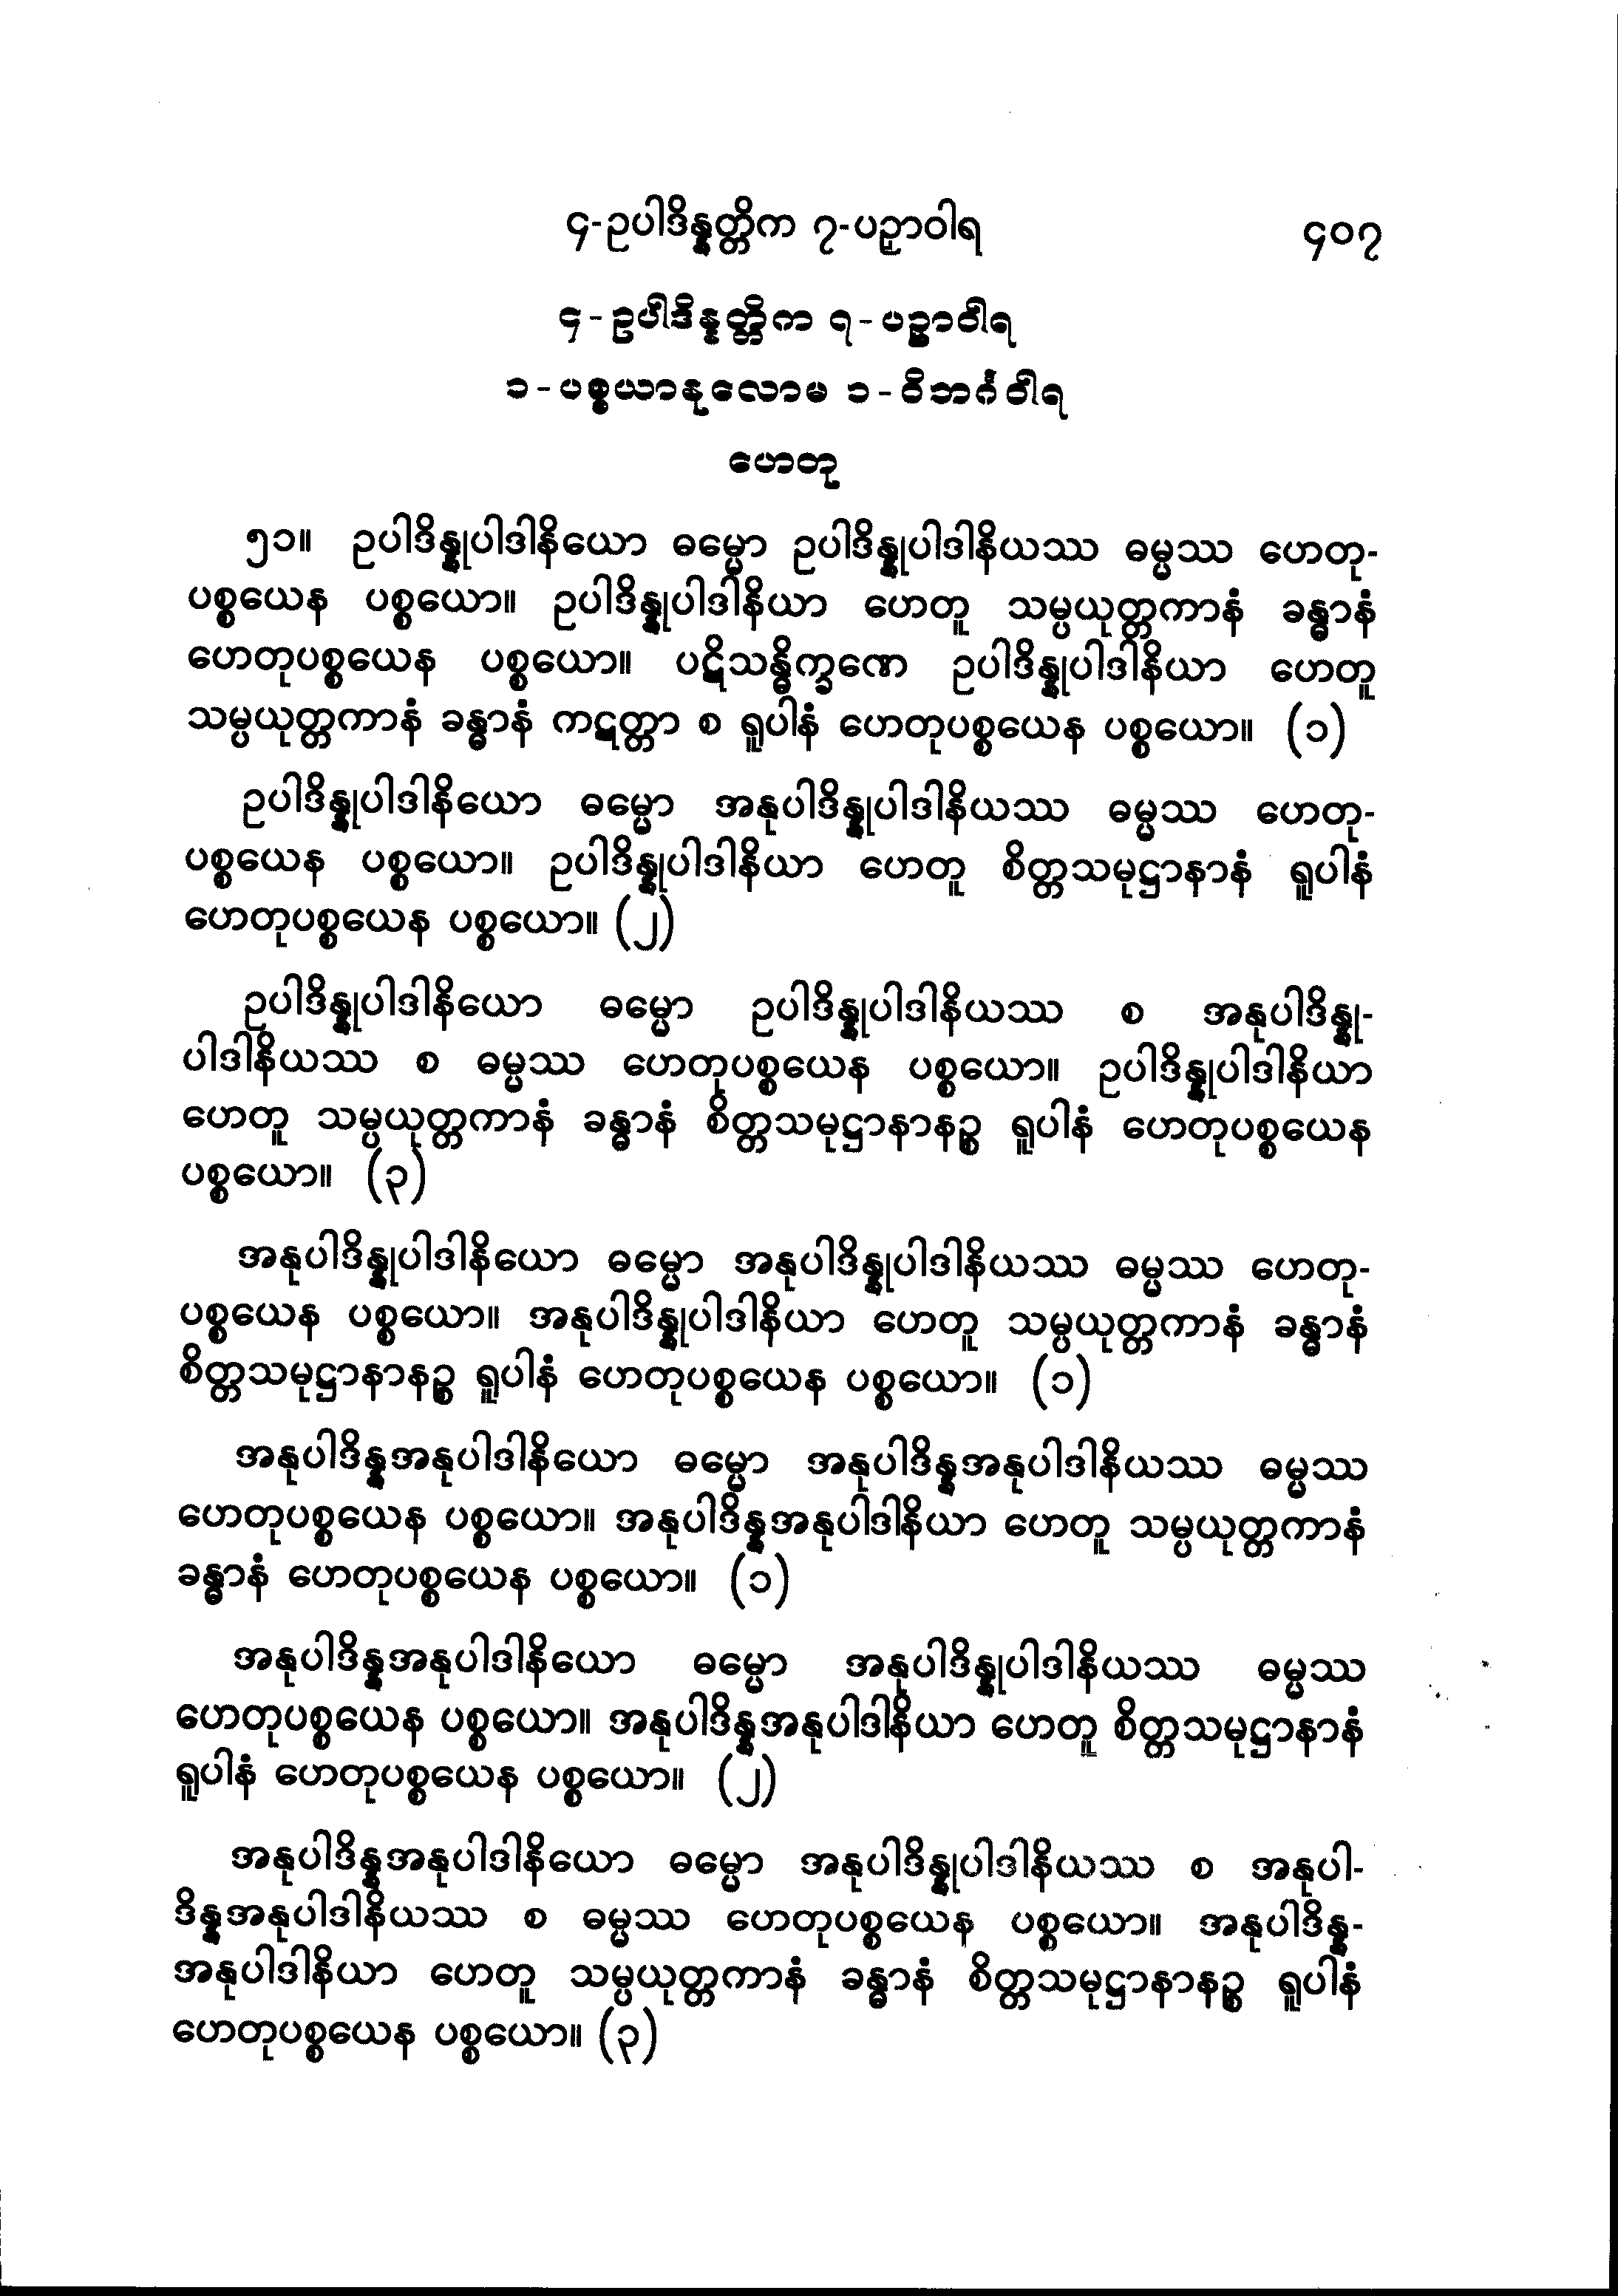 ၄-ဥပါဒိန္နတ္တိက ၇-ပဉှာဝါရ ၄၀၇
၄-ဥပါဒိန္နတ္တိက ၇-ပဉှာဝါရ
၁-ပစ္စယာနုလောမ ၁-ဝိဘင်္ဂဝါရ
ဟေတု
၅၁။ ဥပါဒိန္နုပါဒါနိယော ဓမ္မော ဥပါဒိန္နုပါဒါနိယဿ ဓမ္မဿ ဟေတု-
ပစ္စယေန ပစ္စယော။ ဥပါဒိန္နုပါဒါနိယာ ဟေတူ သမ္ပယုတ္တကာနံ ခန္ဓာနံ
ဟေတုပစ္စယေန ပစ္စယော။ ပဋိသန္ဓိက္ခဏေ ဥပါဒိန္နုပါဒါနိယာ ဟေတူ
သမ္ပယုတ္တကာနံ ခန္ဓာနံ ကဋတ္တာ စ ရူပါနံ ဟေတုပစ္စယေန ပစ္စယော။ (၁)
ဥပါဒိန္နုပါဒါနိယော ဓမ္မော အနုပါဒိန္နုပါဒါနိယဿ ဓမ္မဿ ဟေတု-
ပစ္စယေန ပစ္စယော။ ဥပါဒိန္နုပါဒါနိယာ ဟေတူ စိတ္တသမုဋ္ဌာနာနံ ရူပါနံ
ဟေတုပစ္စယေန ပစ္စယော။ (၂)
ဥပါဒိန္နုပါဒါနိယော ဓမ္မော ဥပါဒိန္နုပါဒါနိယဿ စ အနုပါဒိန္နု-
ပါဒါနိယဿ စ ဓမ္မဿ ဟေတုပစ္စယေန ပစ္စယော။ ဥပါဒိန္နုပါဒါနိယာ
ဟေတူ သမ္ပယုတ္တကာနံ ခန္ဓာနံ စိတ္တသမုဋ္ဌာနာနဉ္စ ရူပါနံ ဟေတုပစ္စယေန
ပစ္စယော။ (၃)
အနုပါဒိန္နုပါဒါနိယော ဓမ္မော အနုပါဒိန္နုပါဒါနိယဿ ဓမ္မဿ ဟေတု-
ပစ္စယေန ပစ္စယော။ အနုပါဒိန္နုပါဒါနိယာ ဟေတူ သမ္ပယုတ္တကာနံ ခန္ဓာနံ
စိတ္တသမုဋ္ဌာနာနဉ္စ ရူပါနံ ဟေတုပစ္စယေန ပစ္စယော။ (၁)
အနုပါဒိန္နအနုပါဒါနိယော ဓမ္မော အနုပါဒိန္နအနုပါဒါနိယဿ ဓမ္မဿ
ဟေတုပစ္စယေန ပစ္စယော။ အနုပါဒိန္နအနုပါဒါနိယာ ဟေတူ သမ္ပယုတ္တကာနံ
ခန္ဓာနံ ဟေတုပစ္စယေန ပစ္စယော။ (၁)
အနုပါဒိန္နအနုပါဒါနိယော ဓမ္မော အနုပါဒိန္နုပါဒါနိယဿ ဓမ္မဿ
ဟေတုပစ္စယေန ပစ္စယော။ အနုပါဒိန္နအနုပါဒါနိယာ ဟေတူ စိတ္တသမုဋ္ဌာနာနံ
ရူပါနံ ဟေတုပစ္စယေန ပစ္စယော။ (၂)
အနုပါဒိန္နအနုပါဒါနိယော ဓမ္မော အနုပါဒိန္နုပါဒါနိယဿ စ အနုပါ-
ဒိန္နအနုပါဒါနိယဿ စ ဓမ္မဿ ဟေတုပစ္စယေန ပစ္စယော။ အနုပါဒိန္န-
အနုပါဒါနိယာ ဟေတူ သမ္ပယုတ္တကာနံ ခန္ဓာနံ စိတ္တသမုဋ္ဌာနာနဉ္စ ရူပါနံ
ဟေတုပစ္စယေန ပစ္စယော။ (၃)